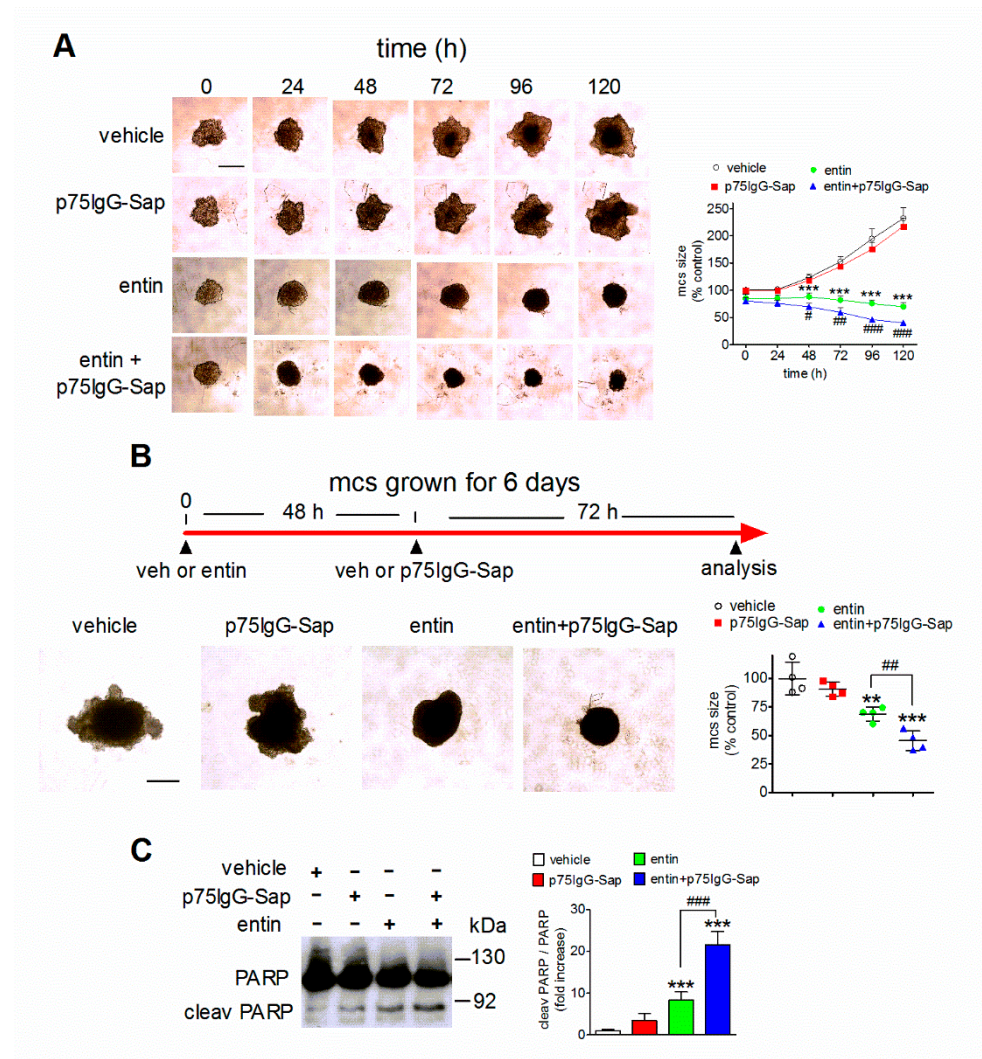 A
time (h)
0 24 48 72 96 120
vehicle
p75IgG-Sap
entin
entin +
p75IgG-Sap
vehicle entin
p75IgG-Sap entin+p75IgG-Sap
mcs size
(% control)
250
200
150
100
50
0
*** *** *** ***
# ## ### ###
0 24 48 72 96 120
time (h)
B
mcs grown for 6 days
0 48 h 72 h
veh or entin veh or p75IgG-Sap analysis
vehicle p75IgG-Sap entin entin+p75IgG-Sap
vehicle entin
p75IgG-Sap entin+p75IgG-Sap
mcs size
(% control)
100
75
50
25
0
##
**
***
C
vehicle + - - -
p75IgG-Sap - + - +
entin - - + + kDa
PARP
cleav PARP
130
92
vehicle entin
p75IgG-Sap entin+p75IgG-Sap
cleav PARP / PARP
(fold increase)
30
20
10
0
###
***
***